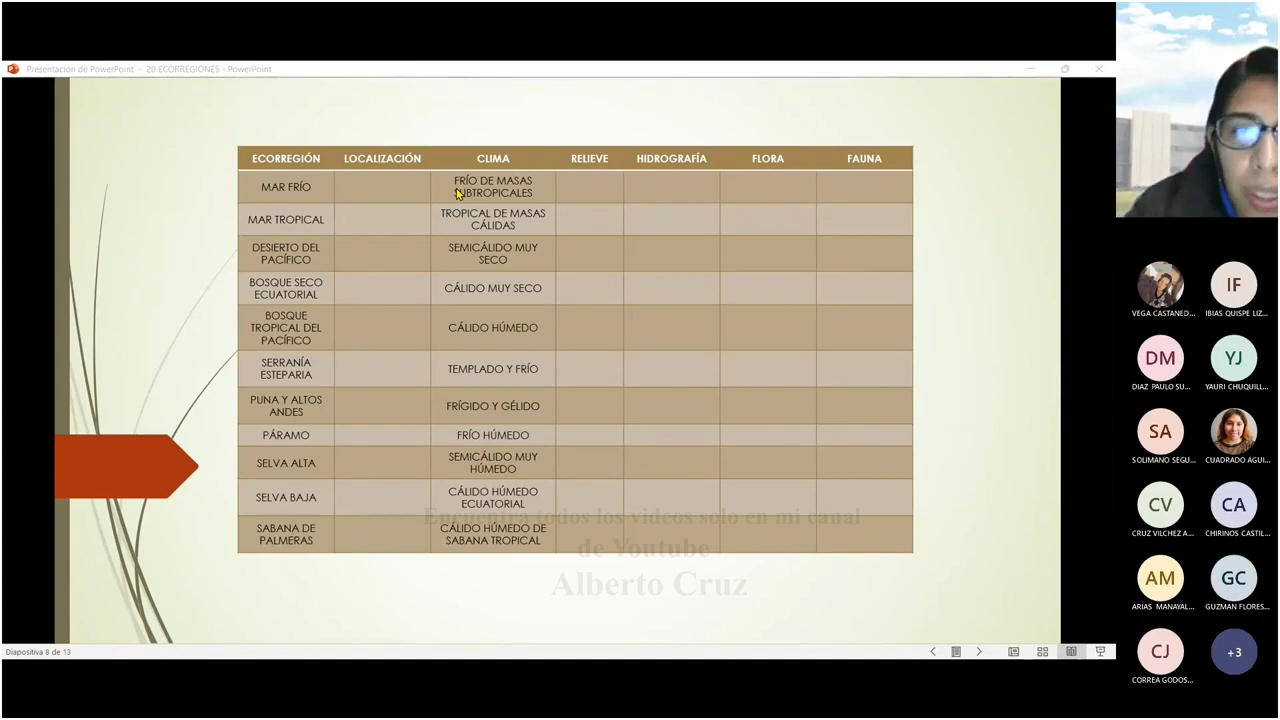 Presentación de PowerPoint - 20 ECORREGIONES - PowerPoint
ECORREGIÓN LOCALIZACIÓN CLIMA RELIEVE HIDROGRAFÍA FLORA FAUNA
MAR FRÍO
FRÍO DE MASAS
SUBTROPICALES
MAR TROPICAL
TROPICAL DE MASAS
CÁLIDAS
DESIERTO DEL
PACÍFICO
SEMICÁLIDO MUY
SECO
BOSQUE SECO
ECUATORIAL
CÁLIDO MUY SECO
BOSQUE
TROPICAL DEL
PACÍFICO
CÁLIDO HÚMEDO
SERRANÍA
ESTEPARIA
TEMPLADO Y FRÍO
PUNA Y ALTOS
ANDES
FRÍGIDO Y GÉLIDO
PÁRAMO
FRÍO HÚMEDO
SELVA ALTA
SEMICÁLIDO MUY
HÚMEDO
SELVA BAJA
CÁLIDO HÚMEDO
ECUATORIAL
SABANA DE
PALMERAS
CÁLIDO HÚMEDO DE
SABANA TROPICAL
Encuentra todos los videos solo en mi canal
de Youtube
Alberto Cruz
Diapositiva 8 de 13
VEGA CASTANED...
IF
IBIAS QUISPE LIZ...
DM
DIAZ PAULO SU...
YJ
YAURI CHUQUILL...
SA
SOLIMANO SEGU...
CUADRADO AGUI...
CV
CRUZ VILCHEZ A...
CA
CHIRINOS CASTIL...
AM
ARIAS MANAYAL...
GC
GUZMAN FLORES...
CJ
CORREA GODOS...
+3